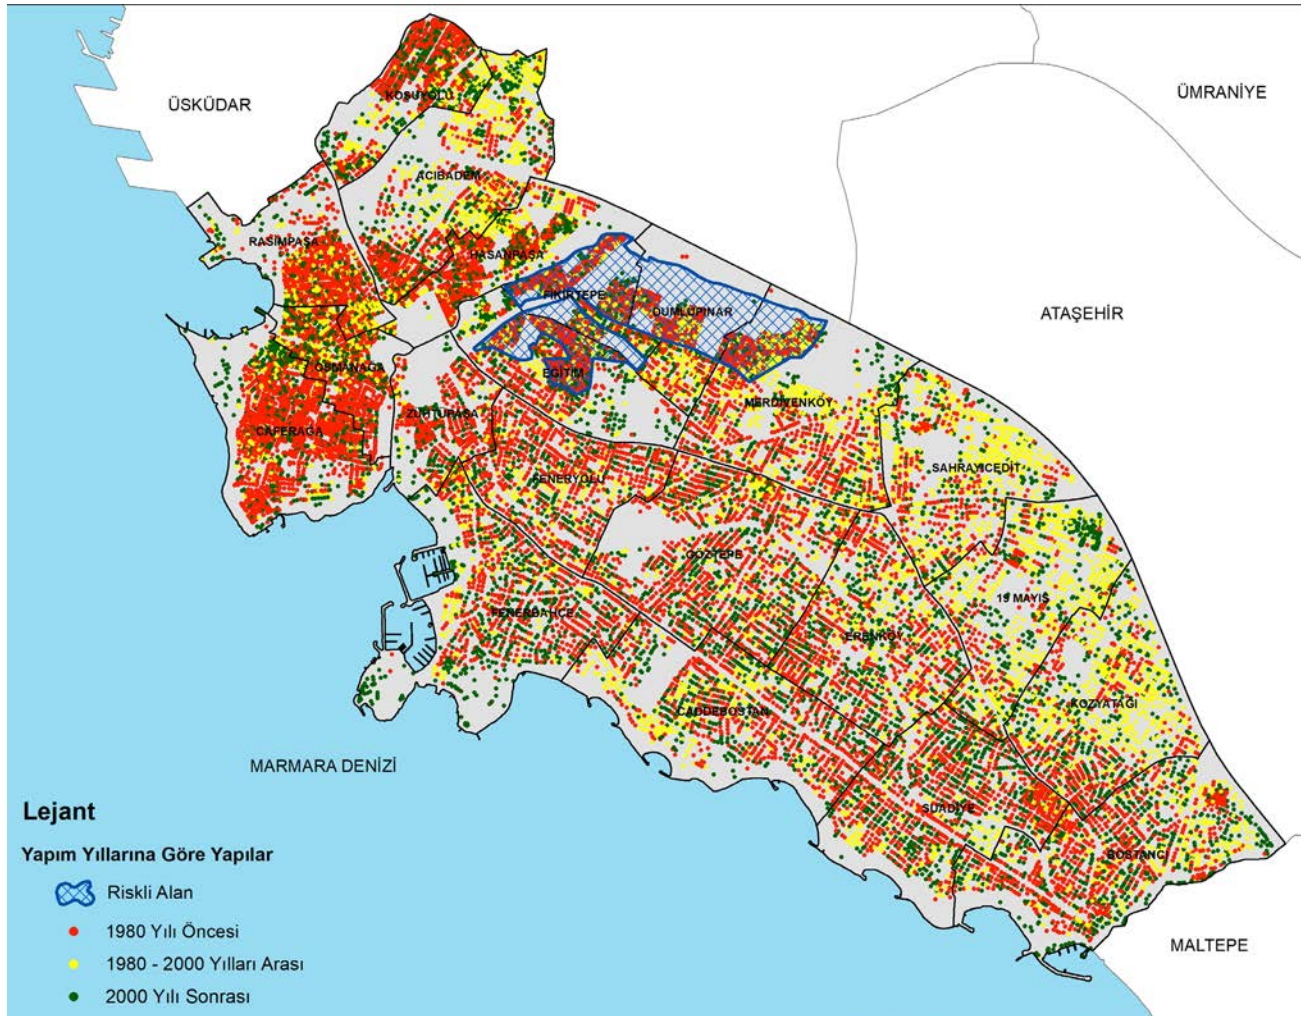 ÜSKÜDAR
ÜMRANİYE
KOŞUYOLU
ACIBADEM
RASIMPAŞA
HASANPAŞA
FİKİRTEPE
DUMLUPINAR
ATAŞEHİR
OSMANAĞA
EĞİTİM
MERDİVENKÖY
ZÜHTÜPAŞA
CAFERAĞA
SAHRAYICEDİT
FENERYOLU
GÖZTEPE
19 MAYIS
FENERBAHÇE
ERENKÖY
KOZYATAĞI
CADDEBOSTAN
MARMARA DENİZİ
SUADİYE
BOSTANCI
MALTEPE
Lejant
Yapım Yıllarına Göre Yapılar
Riskli Alan
1980 Yılı Öncesi
1980 - 2000 Yılları Arası
2000 Yılı Sonrası